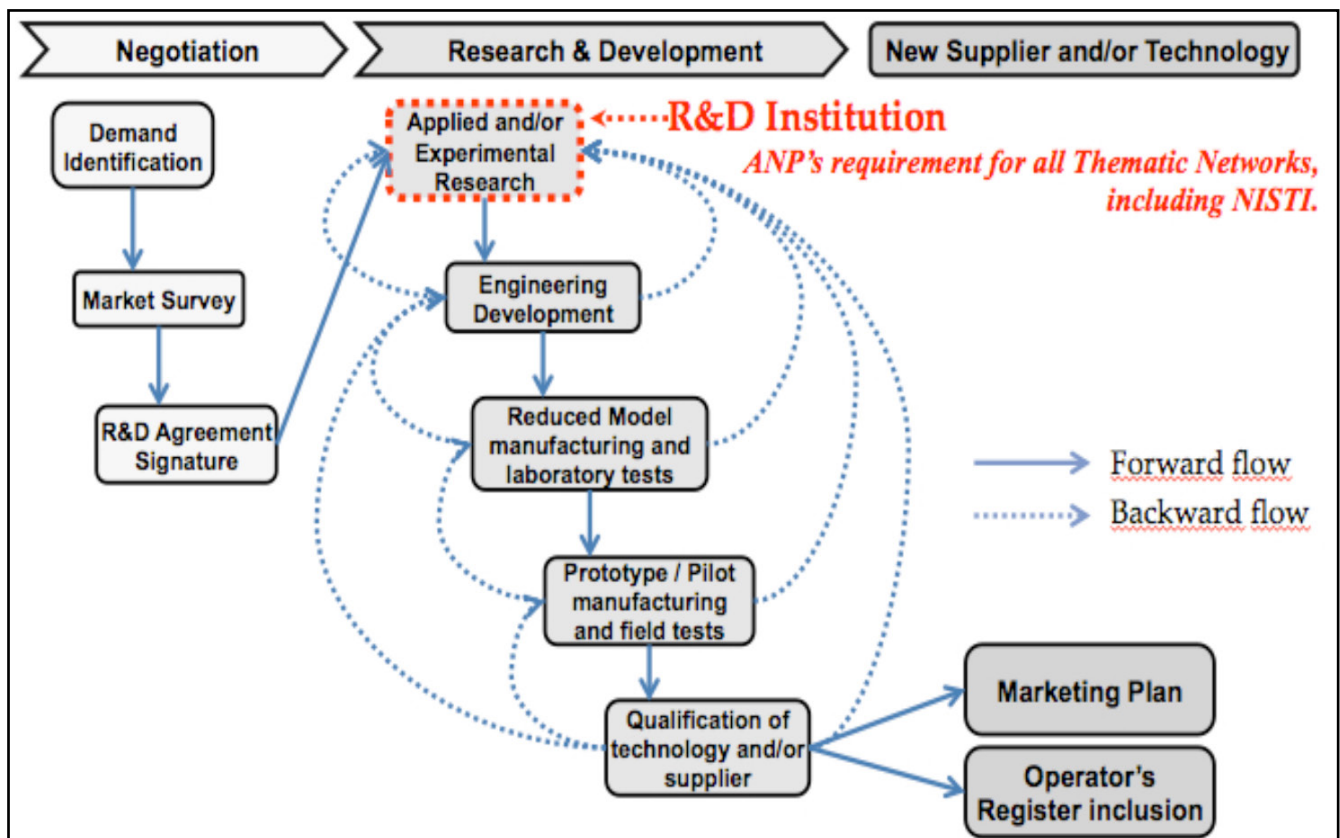 Negotiation
Research & Development
New Supplier and/or Technology
Demand
Identification
Market Survey
R&D Agreement
Signature
Applied and/or
Experimental
Research
R&D Institution
ANP's requirement for all Thematic Networks,
including NISTI.
Engineering
Development
Reduced Model
manufacturing and
laboratory tests
Prototype / Pilot
manufacturing
and field tests
Qualification of
technology and/or
supplier
Forward flow
Backward flow
Marketing Plan
Operator's
Register inclusion